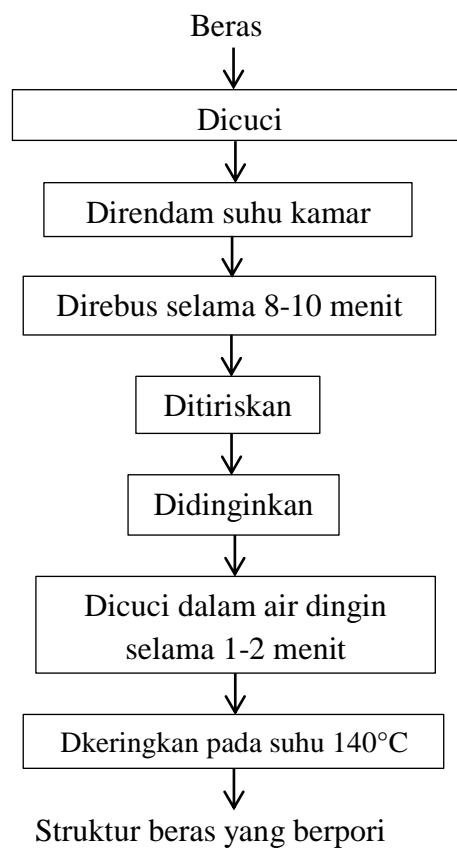 Beras
Dicuci
Direndam suhu kamar
Direbus selama 8-10 menit
Ditiriskan
Didinginkan
Dicuci dalam air dingin
selama 1-2 menit
Dkeringkan pada suhu 140°C
Struktur beras yang berpori